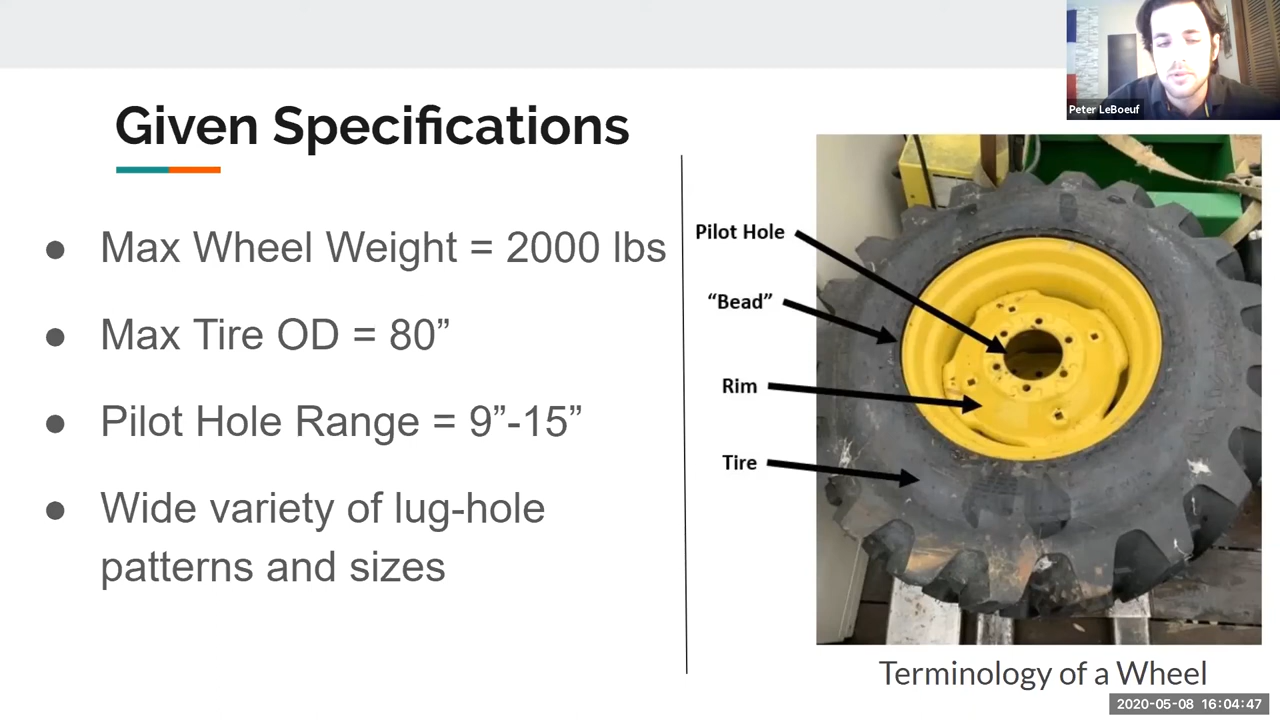 Peter LeBoeuf
Given Specifications
● Max Wheel Weight = 2000 lbs
● Max Tire OD = 80”
● Pilot Hole Range = 9”-15”
● Wide variety of lug-hole
patterns and sizes
Pilot Hole
“Bead”
Rim
Tire
Terminology of a Wheel
2020-05-08 16:04:47